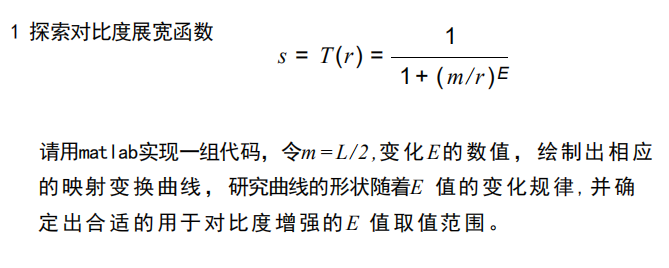 1 探索对比度展宽函数
s = T(r) = 1 / (1 + (m/r)E)
请用matlab实现一组代码，令m=L/2,变化E的数值，绘制出相应
的映射变换曲线，研究曲线的形状随着E 值的变化规律,并确
定出合适的用于对比度增强的E 值取值范围。